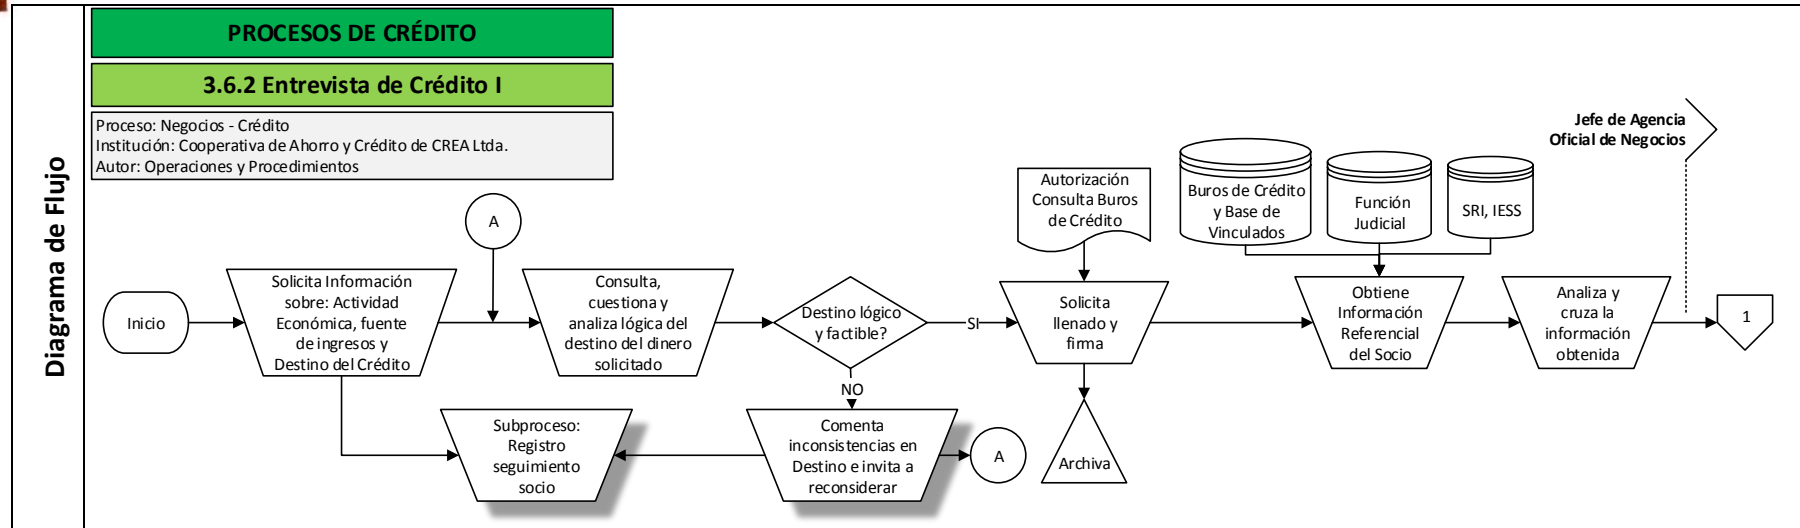 Diagrama de Flujo
PROCESOS DE CRÉDITO
3.6.2 Entrevista de Crédito I
Proceso: Negocios - Crédito
Institución: Cooperativa de Ahorro y Crédito de CREA Ltda.
Autor: Operaciones y Procedimientos
Jefe de Agencia
Oficial de Negocios
A
Autorización
Consulta Buros
de Crédito
Buros de Crédito
y Base de
Vinculados
Función
Judicial
SRI, IESS
Inicio
Solicita Información
sobre: Actividad
Económica, fuente
de ingresos y
Destino del Crédito
Consulta,
cuestiona y
analiza lógica del
destino del dinero
solicitado
Destino lógico
y factible?
SI
Solicita
llenado y
firma
Obtiene
Información
Referencial
del Socio
Analiza y
cruza la
información
obtenida
1
NO
Subproceso:
Registro
seguimiento
socio
Comenta
inconsistencias en
Destino e invita a
reconsiderar
A
Archiva